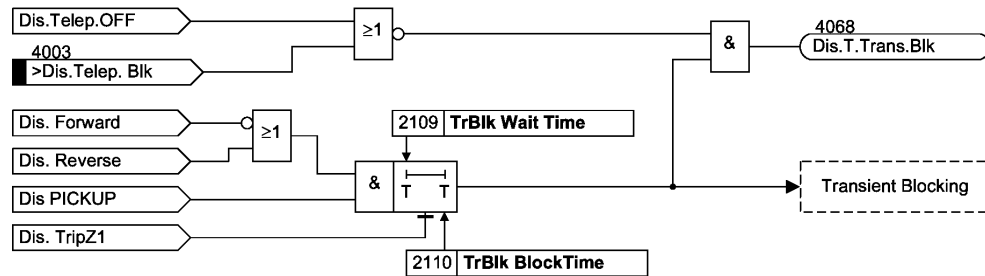 Dis.Telep.OFF
4003
>Dis.Telep. Blk
≥1
&
4068
Dis.T.Trans.Blk
Dis. Forward
Dis. Reverse
≥1
2109 TrBlk Wait Time
Dis PICKUP
&
T T
Transient Blocking
Dis. TripZ1
2110 TrBlk BlockTime